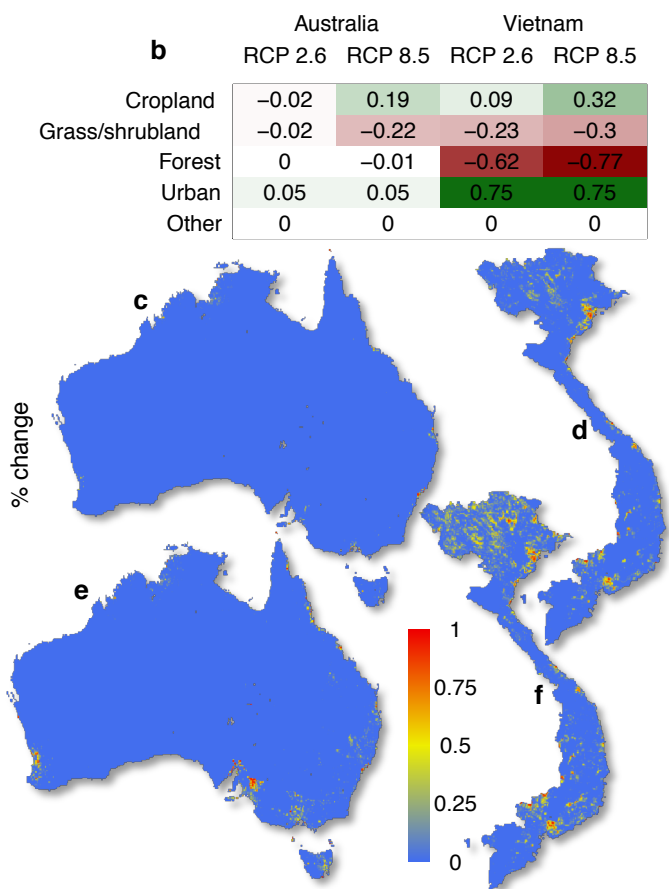 Australia Vietnam
b RCP 2.6 RCP 8.5 RCP 2.6 RCP 8.5
Cropland −0.02 0.19 0.09 0.32
Grass/shrubland −0.02 −0.22 −0.23 −0.3
Forest 0 −0.01 −0.62 −0.77
Urban 0.05 0.05 0.75 0.75
Other 0 0 0 0
c
d
% change
e
f
1
0.75
0.5
0.25
0